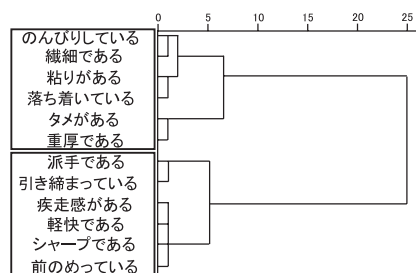 0 5 10 15 20 25
のんびりしている
繊細である
粘りがある
落ち着いている
タメがある
重厚である
派手である
引き締まっている
疾走感がある
軽快である
シャープである
前のめっている